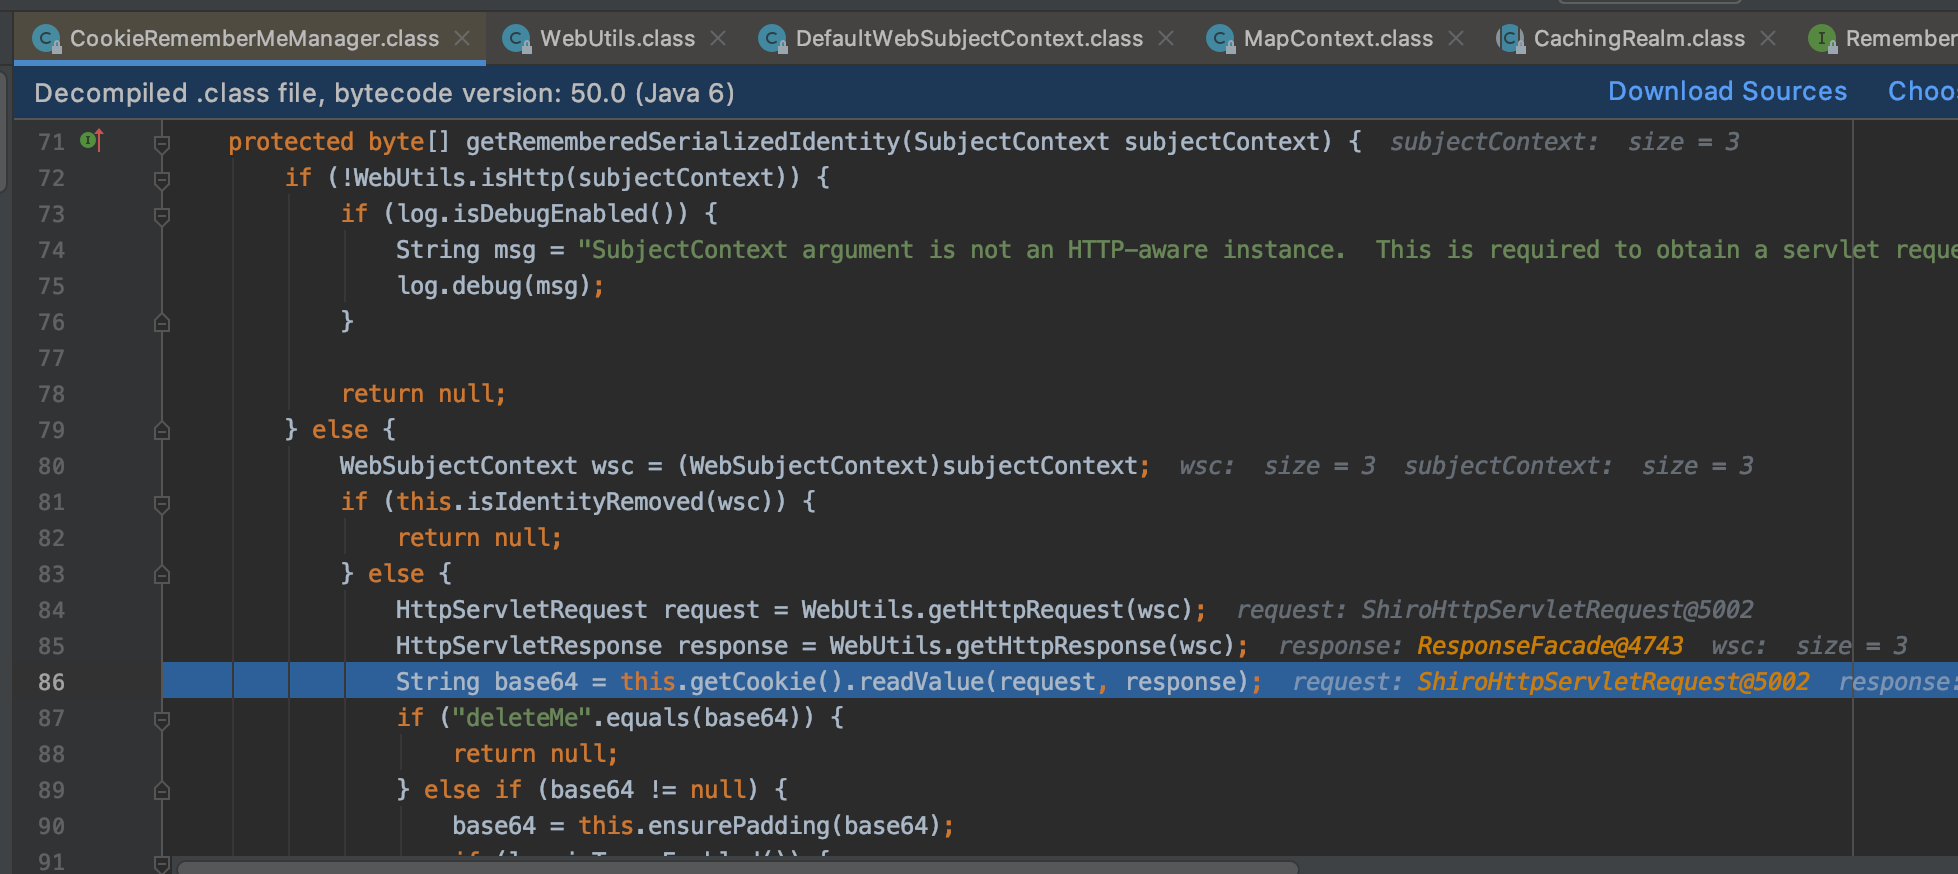 CookieRememberMeManager.class WebUtils.class DefaultWebSubjectContext.class MapContext.class CachingRealm.class Remember
Decompiled .class file, bytecode version: 50.0 (Java 6) Download Sources Choo
71 protected byte[] getRememberedSerializedIdentity(SubjectContext subjectContext) { subjectContext: size = 3
72 if (!WebUtils.isHttp(subjectContext)) {
73 if (log.isDebugEnabled()) {
74 String msg = "SubjectContext argument is not an HTTP-aware instance.  This is required to obtain a servlet reque
75 log.debug(msg);
76 }
77
78 return null;
79 } else {
80 WebSubjectContext wsc = (WebSubjectContext)subjectContext; wsc: size = 3 subjectContext: size = 3
81 if (this.isIdentityRemoved(wsc)) {
82 return null;
83 } else {
84 HttpServletRequest request = WebUtils.getHttpRequest(wsc); request: ShiroHttpServletRequest@5002
85 HttpServletResponse response = WebUtils.getHttpResponse(wsc); response: ResponseFacade@4743 wsc: size = 3
86 String base64 = this.getCookie().readValue(request, response); request: ShiroHttpServletRequest@5002 response:
87 if ("deleteMe".equals(base64)) {
88 return null;
89 } else if (base64 != null) {
90 base64 = this.ensurePadding(base64);
91